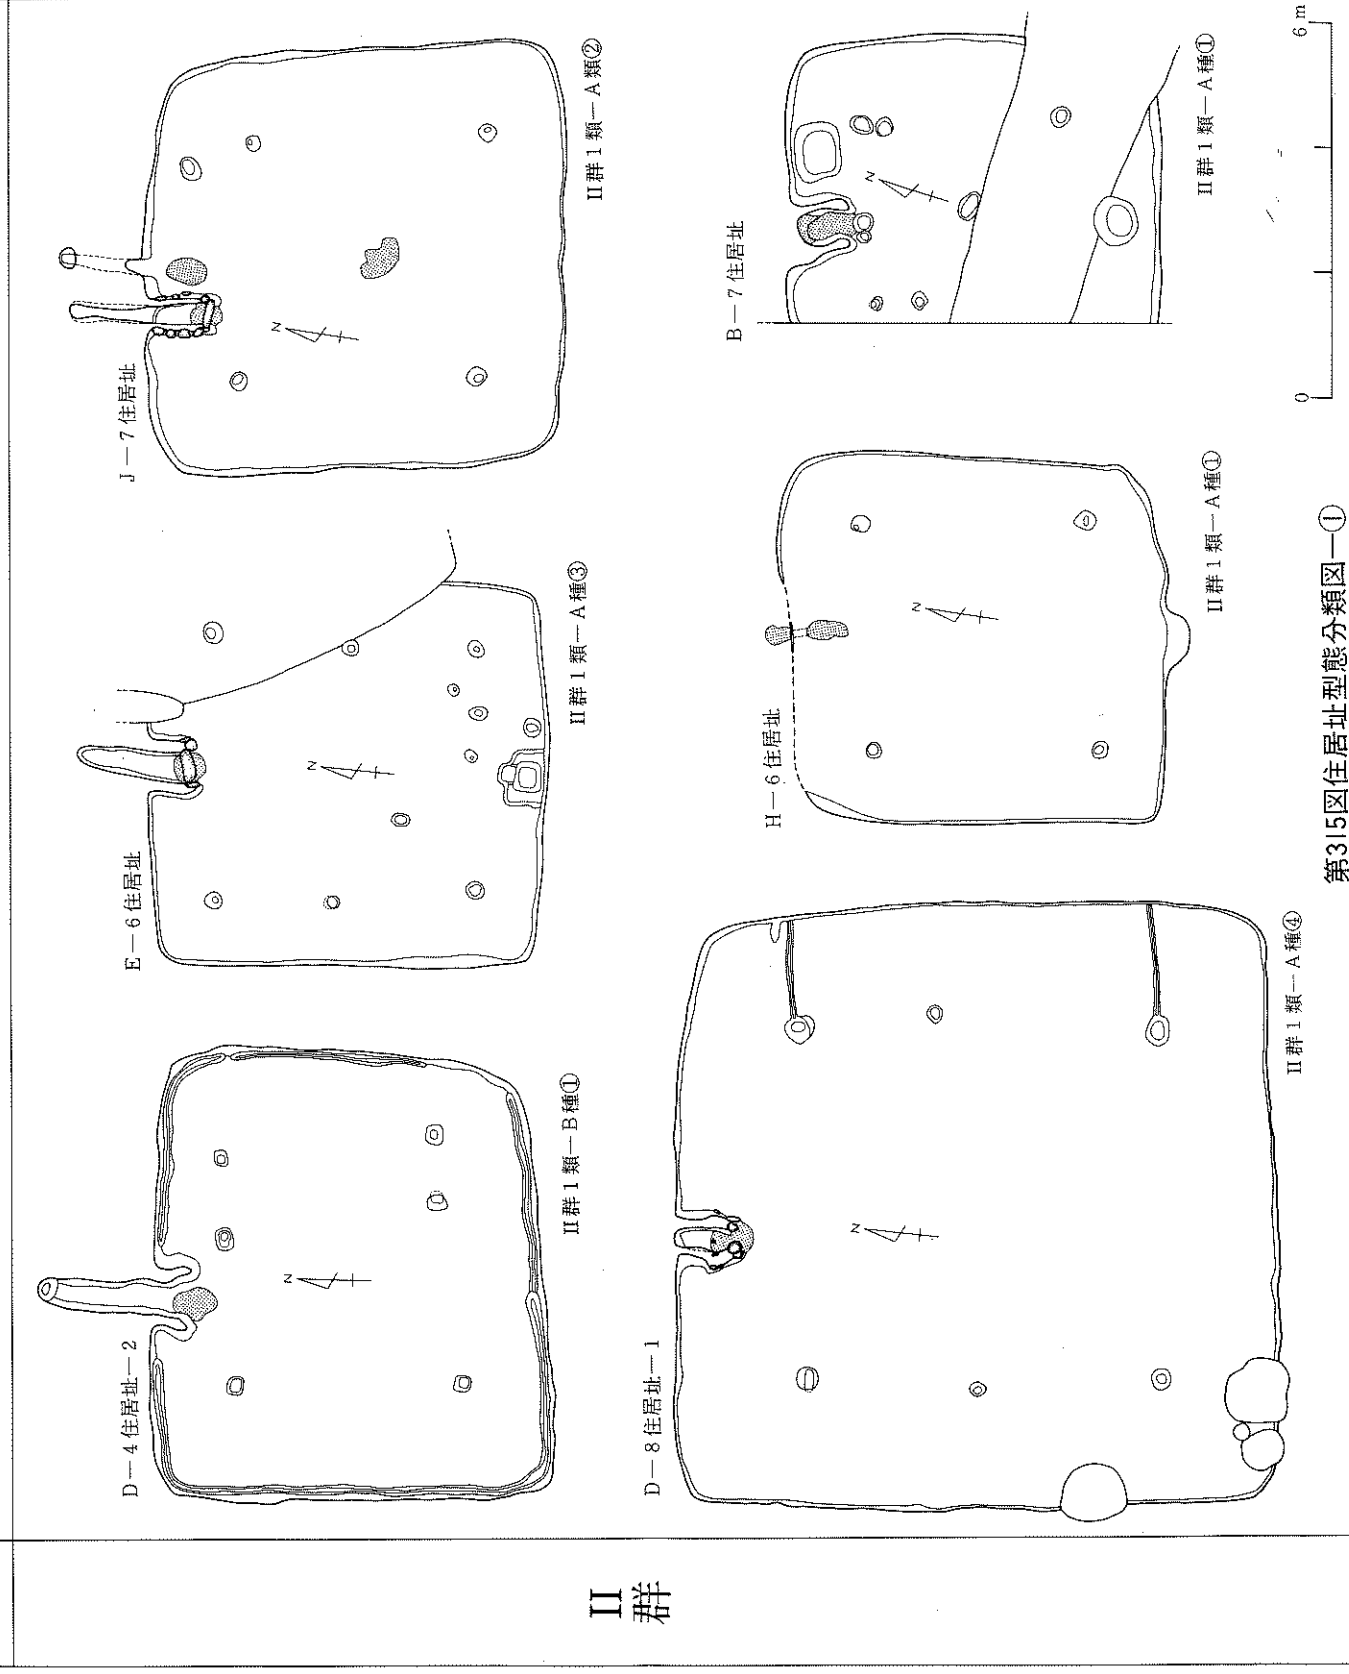 II
群
D—4住居址—2
N
II群1類—B種①
E—6住居址
N
II群1類—A種③
J—7住居址
N
II群1類—A類②
D—8住居址—1
N
II群1類—A種④
H—6住居址
N
II群1類—A種①
B—7住居址
N
II群1類—A種①
0
6m
第315図住居址型態分類図—①